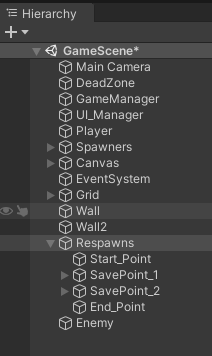 Hierarchy
GameScene*
Main Camera
DeadZone
GameManager
UI_Manager
Player
Spawners
Canvas
EventSystem
Grid
Wall
Wall2
Respawns
Start_Point
SavePoint_1
SavePoint_2
End_Point
Enemy